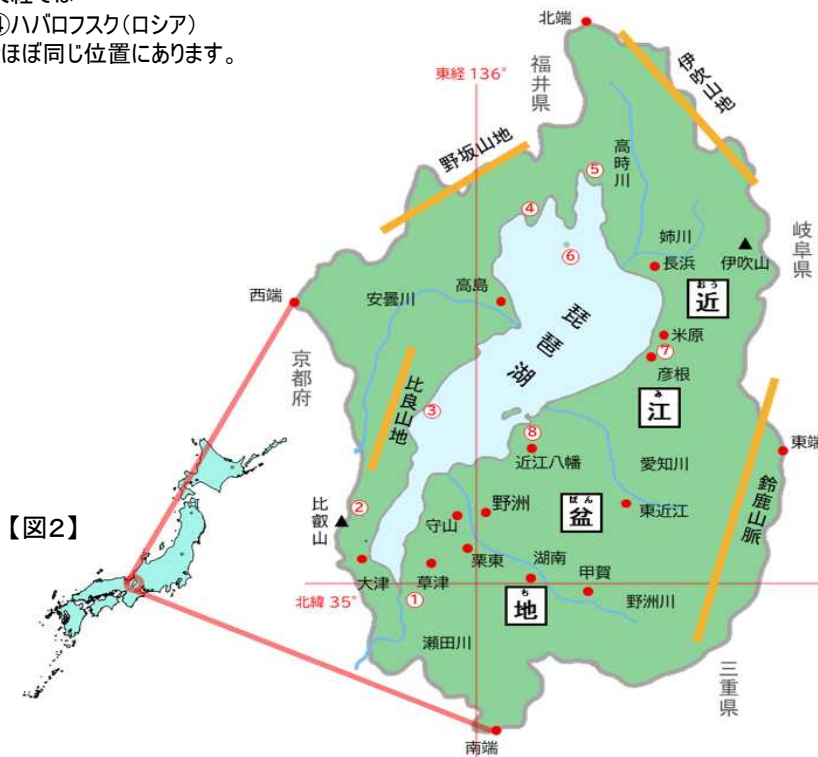 ④ハバロフスク(ロシア)
ほぼ同じ位置にあります。
北端
東経 136°
福井県
伊吹山地
野坂山地
高時川
⑤
④
姉川
岐阜県
⑥
長浜
伊吹山
近
おう
西端
安曇川
高島
琵琶湖
米原
⑦
彦根
京都府
江
み
比良山地
③
⑧
東端
近江八幡
愛知川
鈴鹿山脈
【図2】
比叡山
②
野洲
盆
ぼん
東近江
守山
栗東
湖南
甲賀
大津
草津
北緯 35°
①
地
ち
野洲川
瀬田川
三重県
南端